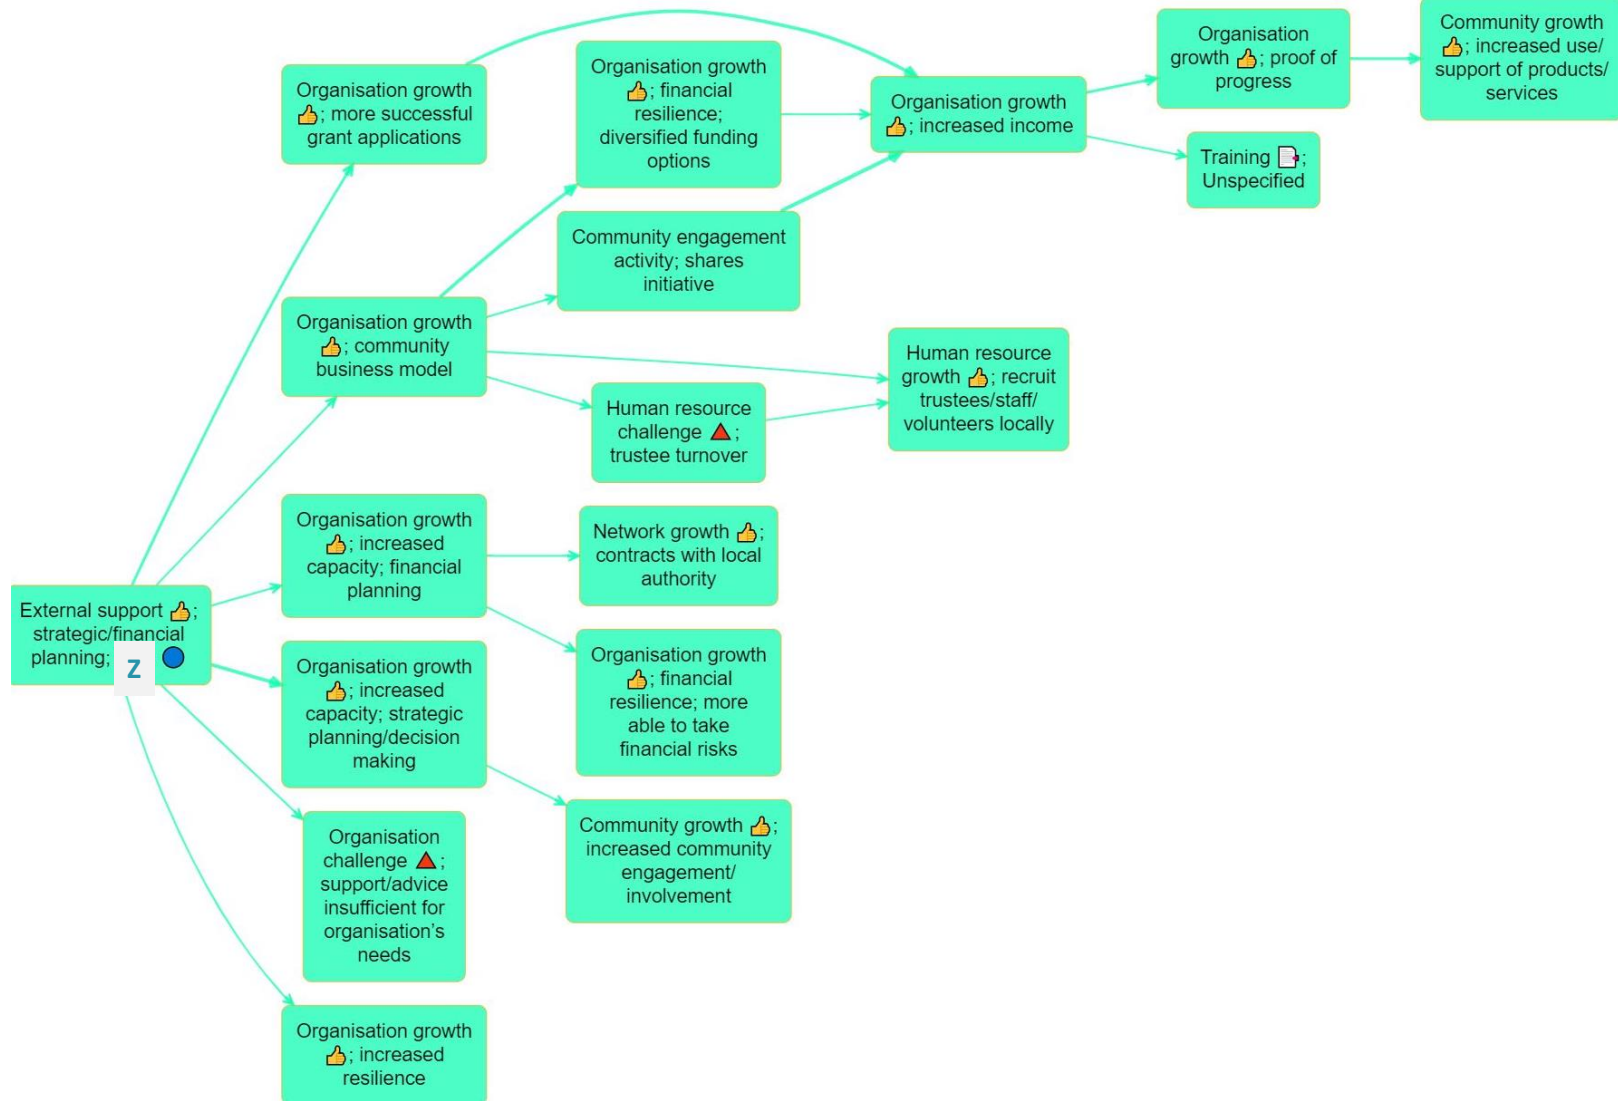 Organisation growth
👍; more successful
grant applications
Organisation growth
👍; financial
resilience;
diversified funding
options
Organisation growth
👍; increased income
Organisation
growth 👍; proof of
progress
Community growth
👍; increased use/
support of products/
services
Training ;
Unspecified
Community engagement
activity; shares
initiative
Organisation growth
👍; community
business model
Human resource
challenge 🔺;
trustee turnover
Human resource
growth 👍; recruit
trustees/staff/
volunteers locally
Organisation growth
👍; increased
capacity; financial
planning
Network growth 👍;
contracts with local
authority
External support 👍;
strategic/financial
planning; Z 🔵
Organisation growth
👍; increased
capacity; strategic
planning/decision
making
Organisation growth
👍; financial
resilience; more
able to take
financial risks
Organisation
challenge 🔺;
support/advice
insufficient for
organisation’s
needs
Community growth 👍;
increased community
engagement/
involvement
Organisation growth
👍; increased
resilience